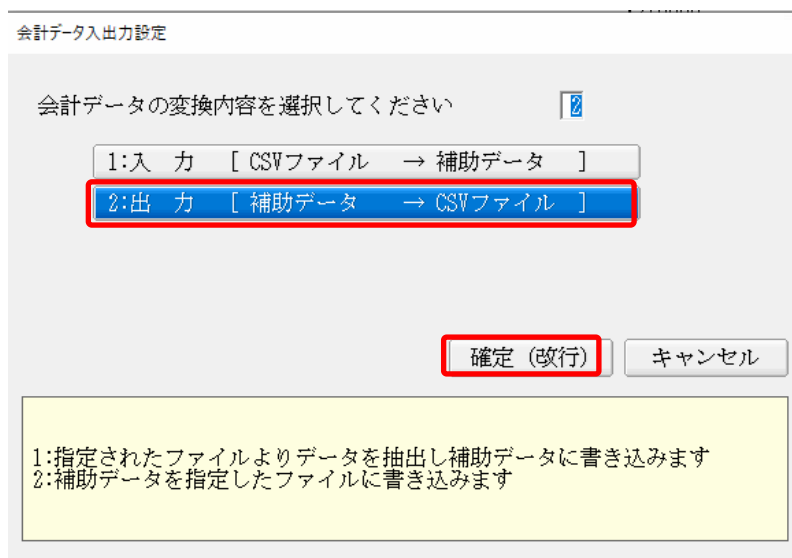 会計データ入出力設定
会計データの変換内容を選択してください 2
1:入 力 [ CSVファイル → 補助データ ]
2:出 力 [ 補助データ → CSVファイル ]
確定（改行） キャンセル
1:指定されたファイルよりデータを抽出し補助データに書き込みます
2:補助データを指定したファイルに書き込みます